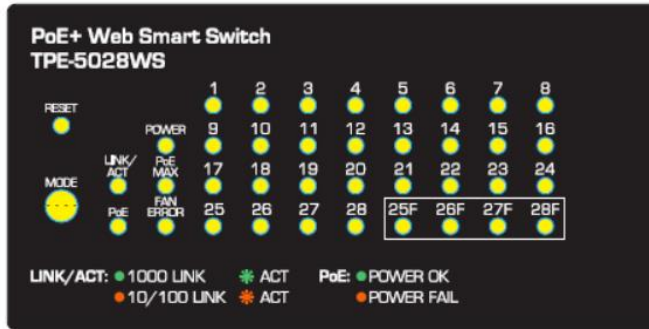 PoE+ Web Smart Switch
TPE-5028WS
1 2 3 4 5 6 7 8
RESET
POWER 9 10 11 12 13 14 15 16
LINK/
ACT
PoE
MAX
17 18 19 20 21 22 23 24
MODE
PoE
FAN
ERROR
25 26 27 28 25F 26F 27F 28F
LINK/ACT: 1000 LINK ACT PoE: POWER OK
10/100 LINK ACT POWER FAIL